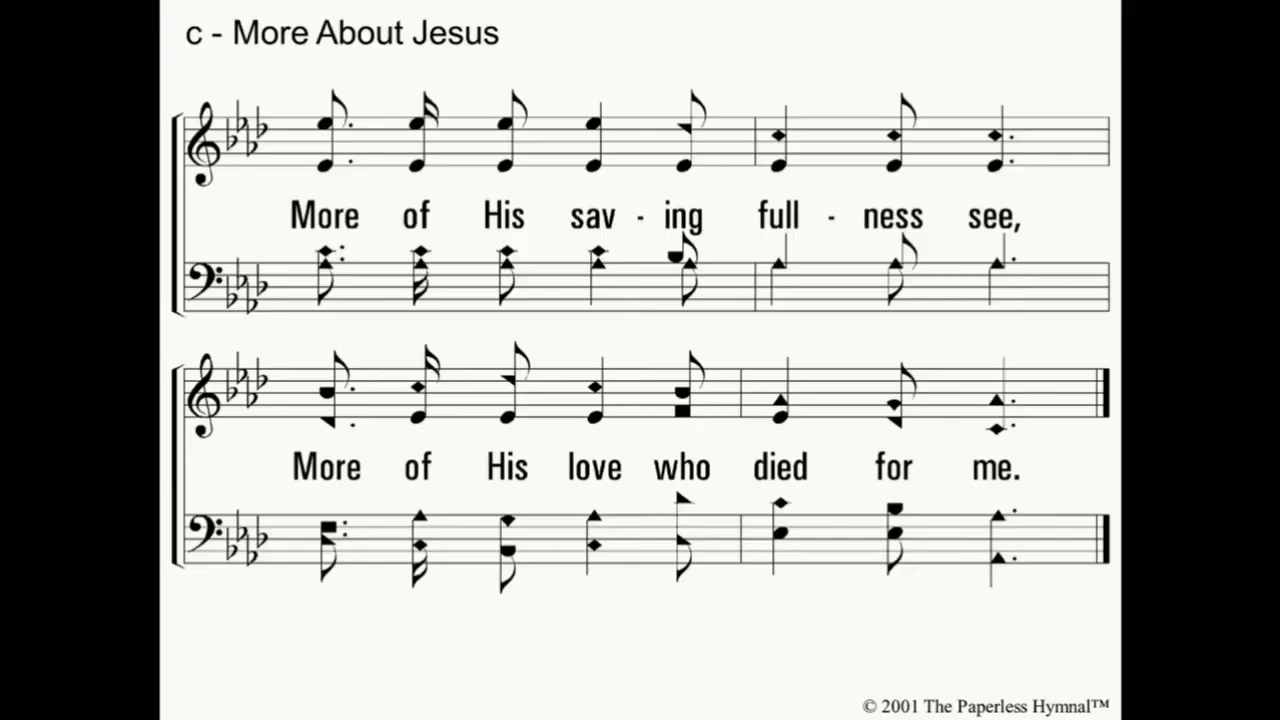 c - More About Jesus
More of His sav - ing full - ness see,
More of His love who died for me.
© 2001 The Paperless Hymnal™